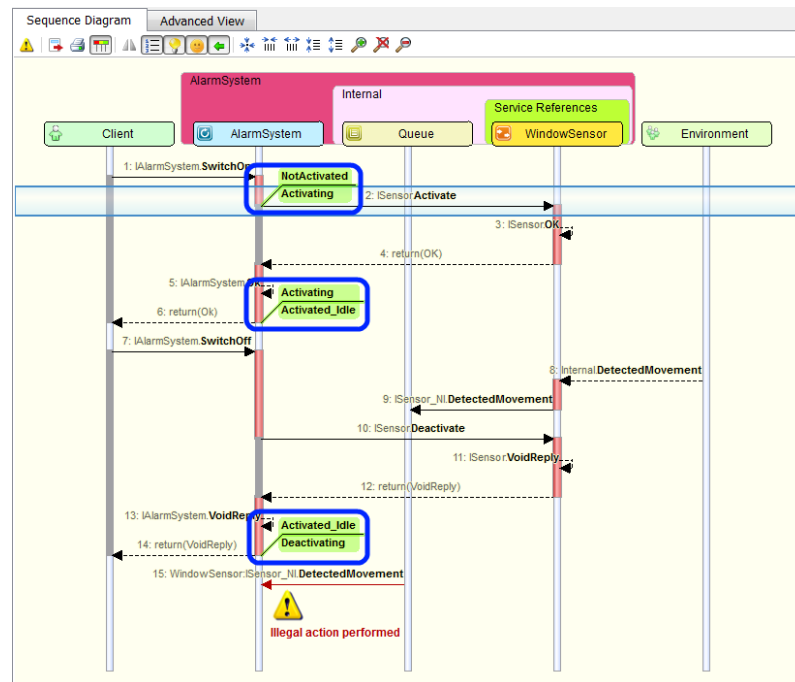 Sequence Diagram
Advanced View
AlarmSystem
Internal
Service References
Client
AlarmSystem
Queue
WindowSensor
Environment
1: IAlarmSystem.SwitchOn
NotActivated
Activating
2: ISensor.Activate
3: ISensor.OK
4: return(OK)
5: IAlarmSystem.Ok
Activating
Activated_Idle
6: return(Ok)
7: IAlarmSystem.SwitchOff
8: Internal.DetectedMovement
9: ISensor_NI.DetectedMovement
10: ISensor.Deactivate
11: ISensor.VoidReply
12: return(VoidReply)
13: IAlarmSystem.VoidReply
Activated_Idle
Deactivating
14: return(VoidReply)
15: WindowSensor:ISensor_NI.DetectedMovement
Illegal action performed